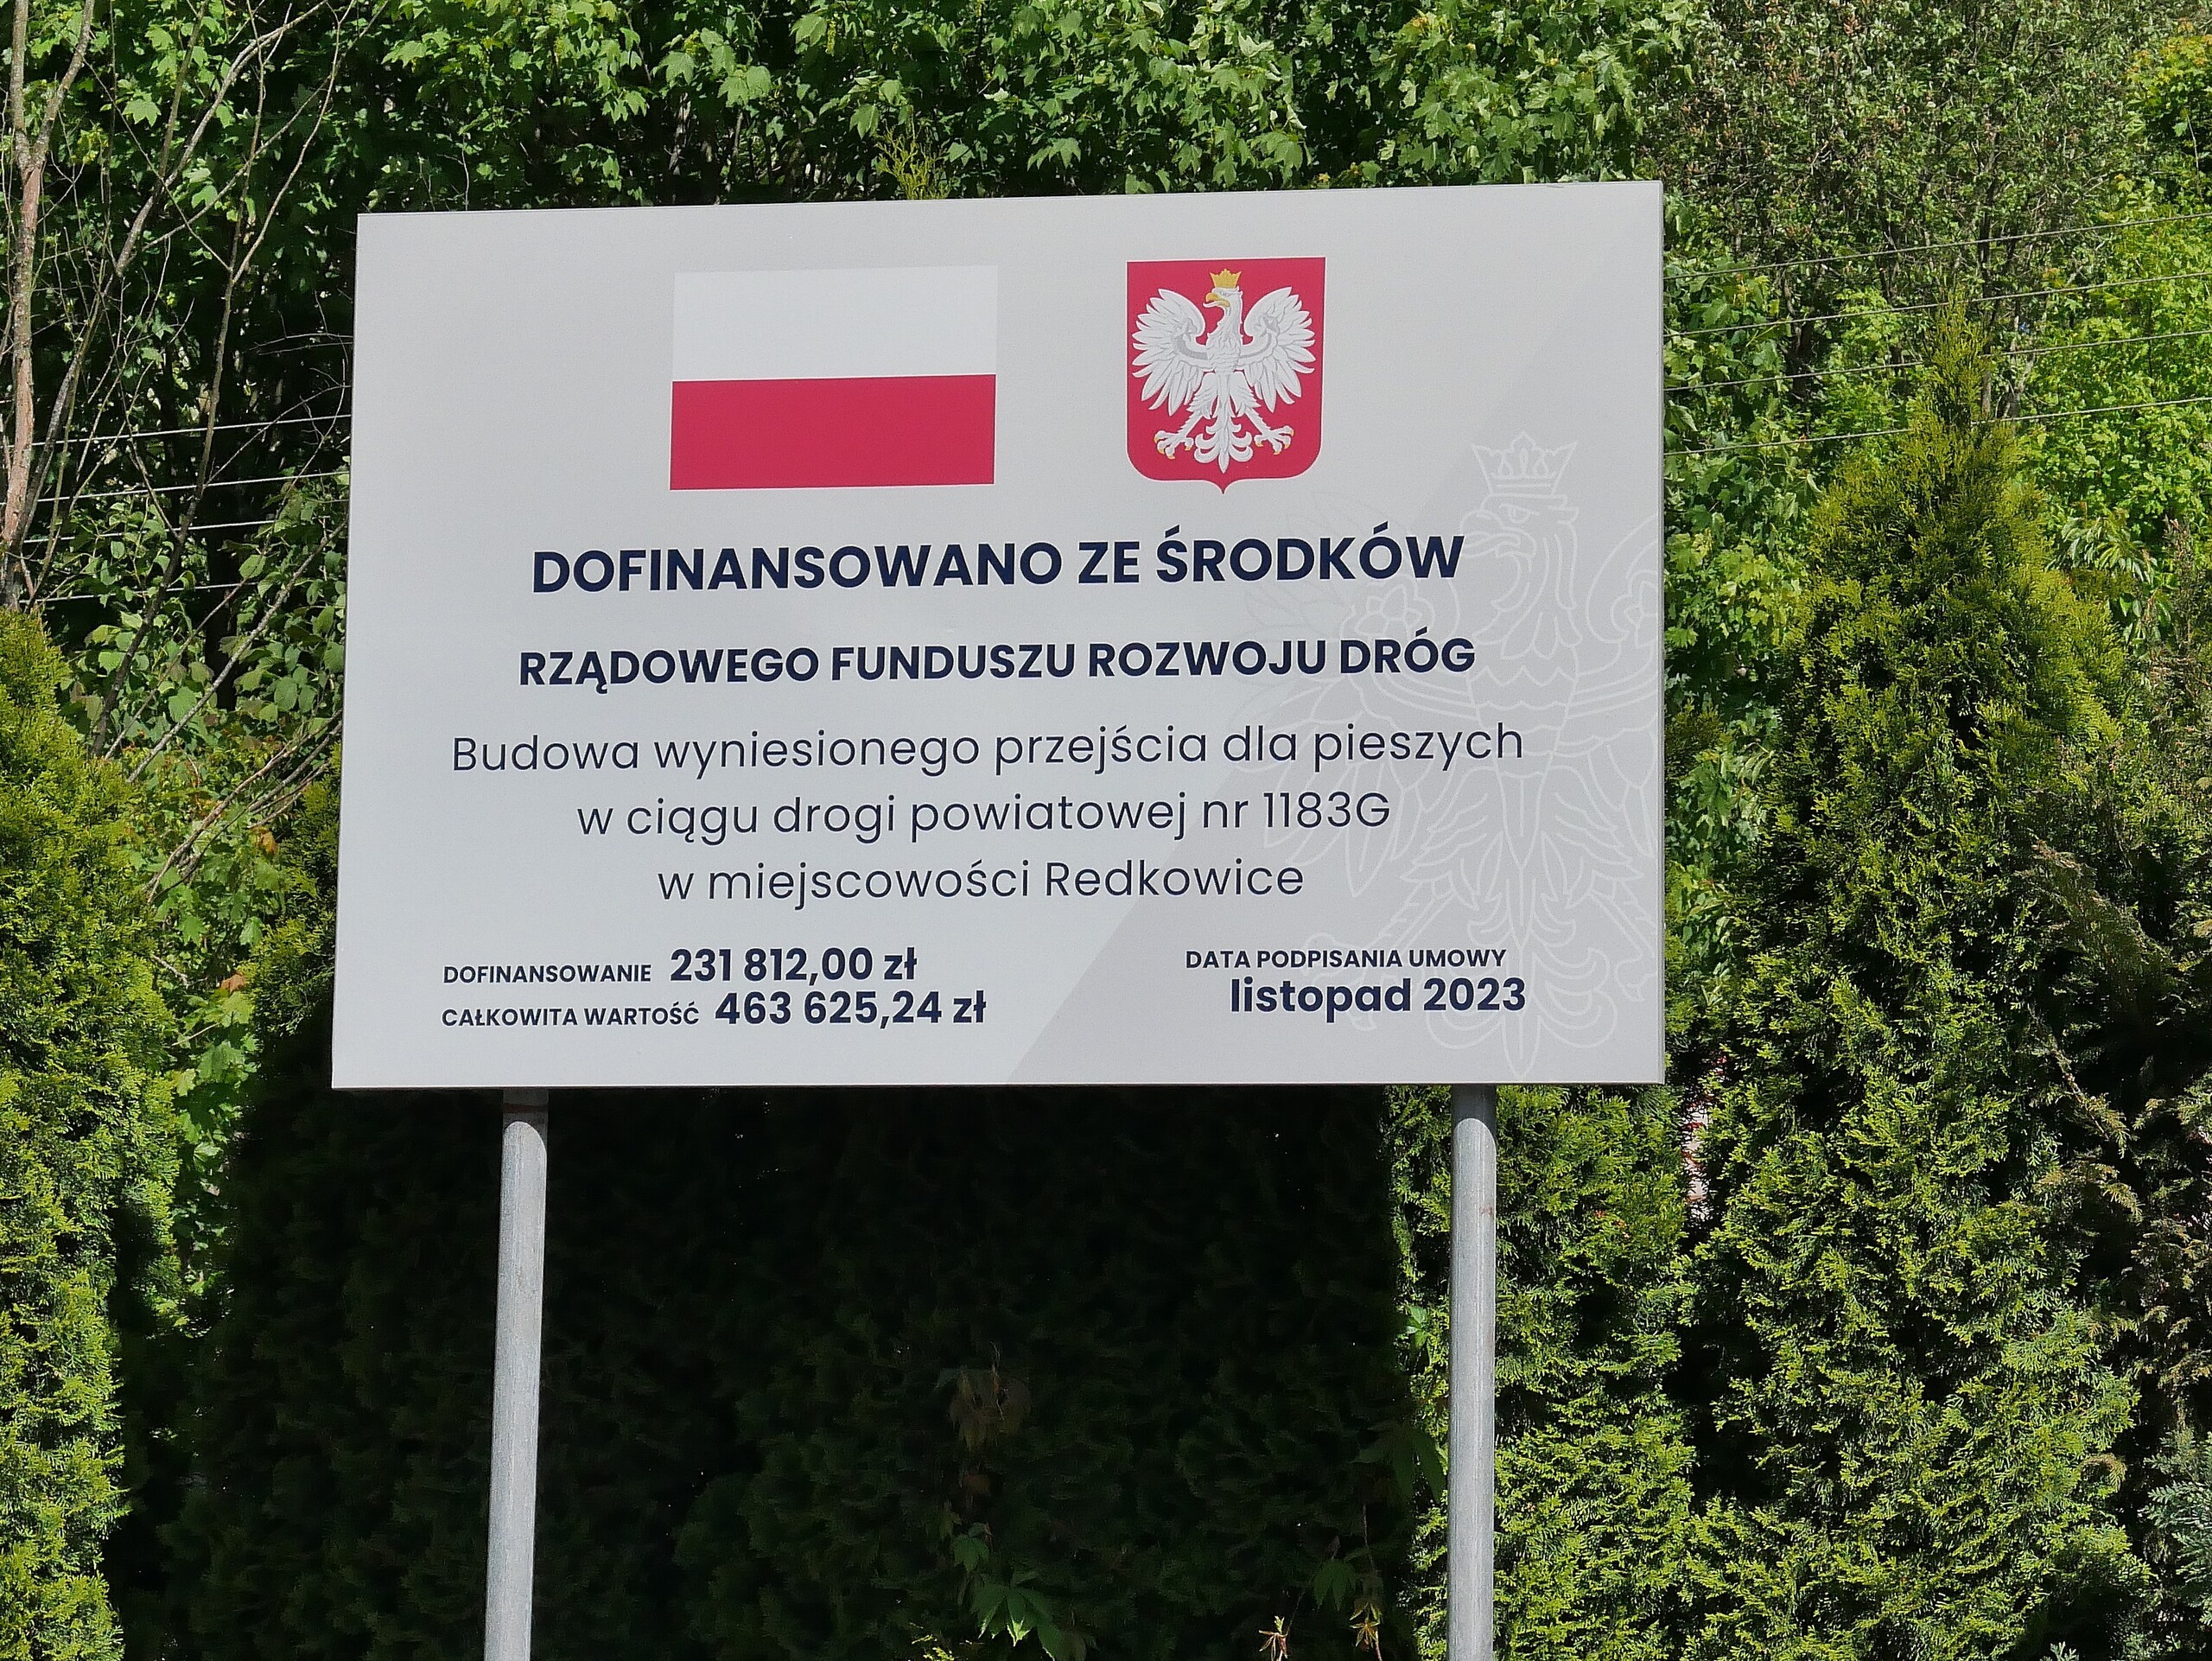 DOFINANSOWANO ZE ŚRODKÓW
RZĄDOWEGO FUNDUSZU ROZWOJU DRÓG
Budowa wyniesionego przejścia dla pieszych
w ciągu drogi powiatowej nr 1183G
w miejscowości Redkowice
DOFINANSOWANIE 231 812,00 zł
CAŁKOWITA WARTOŚĆ 463 625,24 zł
DATA PODPISANIA UMOWY
listopad 2023